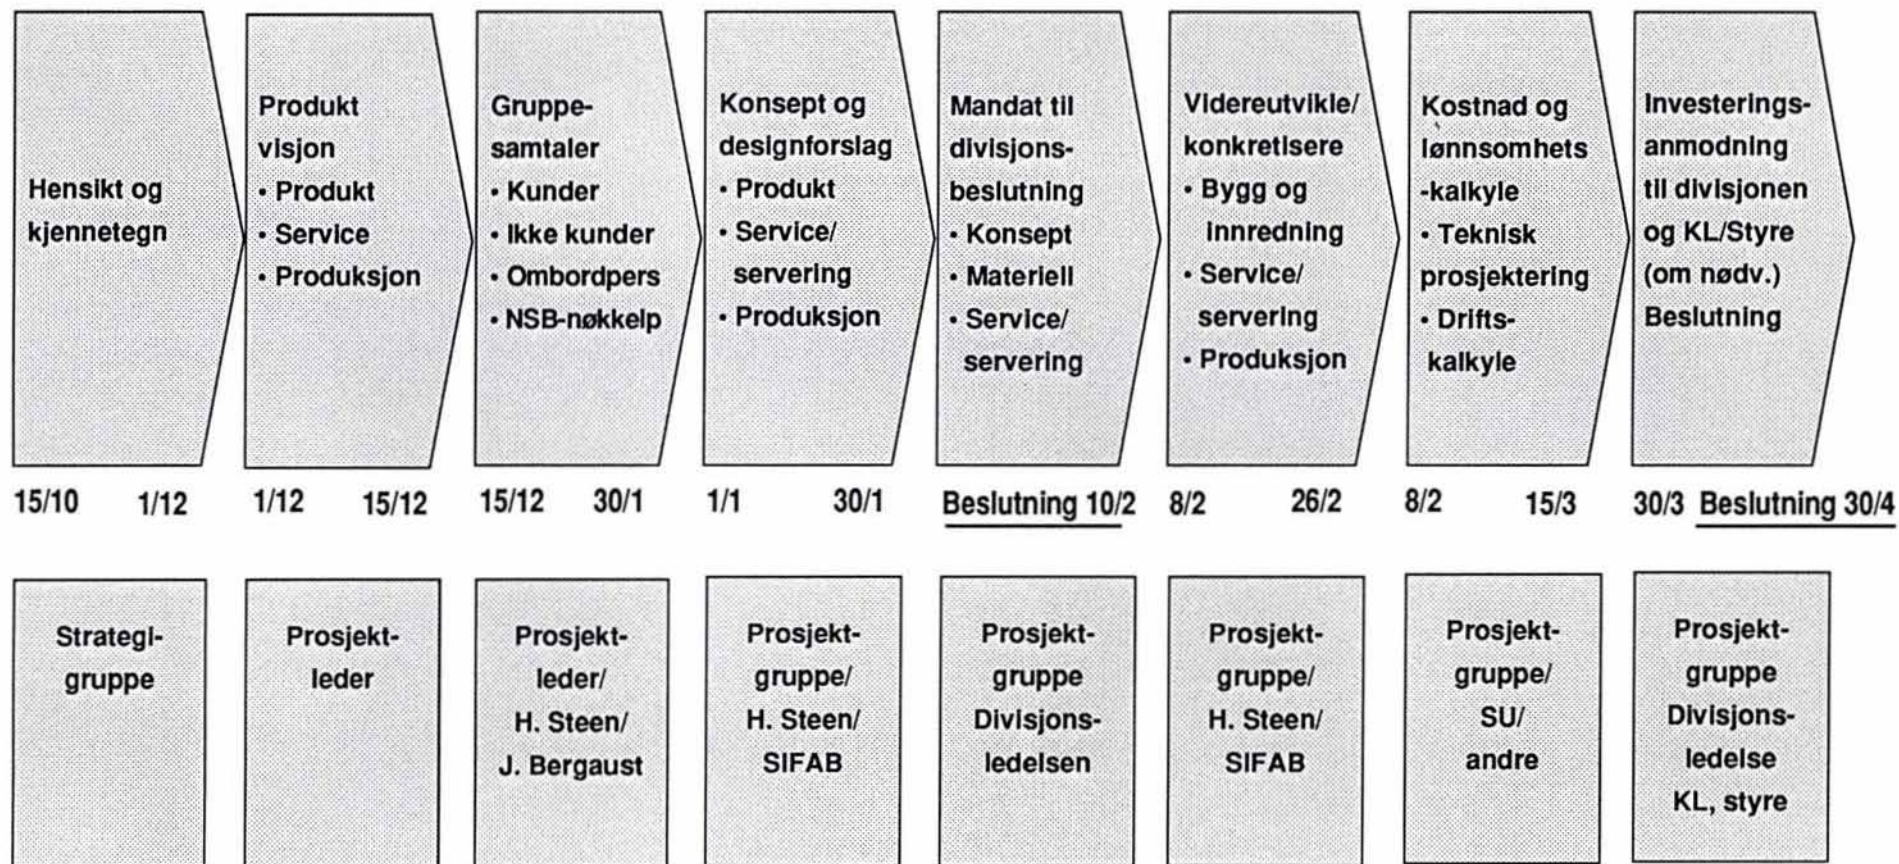 Hensikt og
kjennetegn
Produkt
visjon
• Produkt
• Service
• Produksjon
Gruppe-
samtaler
• Kunder
• Ikke kunder
• Ombordpers
• NSB-nøkkelp
Konsept og
designforslag
• Produkt
• Service/
servering
• Produksjon
Mandat til
divisjons-
beslutning
• Konsept
• Materiell
• Service/
servering
Videreutvikle/
konkretisere
• Bygg og
innredning
• Service/
servering
• Produksjon
Kostnad og
lønnsomhets
-kalkyle
• Teknisk
prosjektering
• Drifts-
kalkyle
Investerings-
anmodning
til divisjonen
og KL/Styre
(om nødv.)
Beslutning
15/10 1/12 1/12 15/12 15/12 30/1 1/1 30/1 Beslutning 10/2 8/2 26/2 8/2 15/3 30/3 Beslutning 30/4
Strategi-
gruppe
Prosjekt-
leder
Prosjekt-
leder/
H. Steen/
J. Bergaust
Prosjekt-
gruppe/
H. Steen/
SIFAB
Prosjekt-
gruppe
Divisjons-
ledelsen
Prosjekt-
gruppe/
H. Steen/
SIFAB
Prosjekt-
gruppe/
SU/
andre
Prosjekt-
gruppe
Divisjons-
ledelse
KL, styre